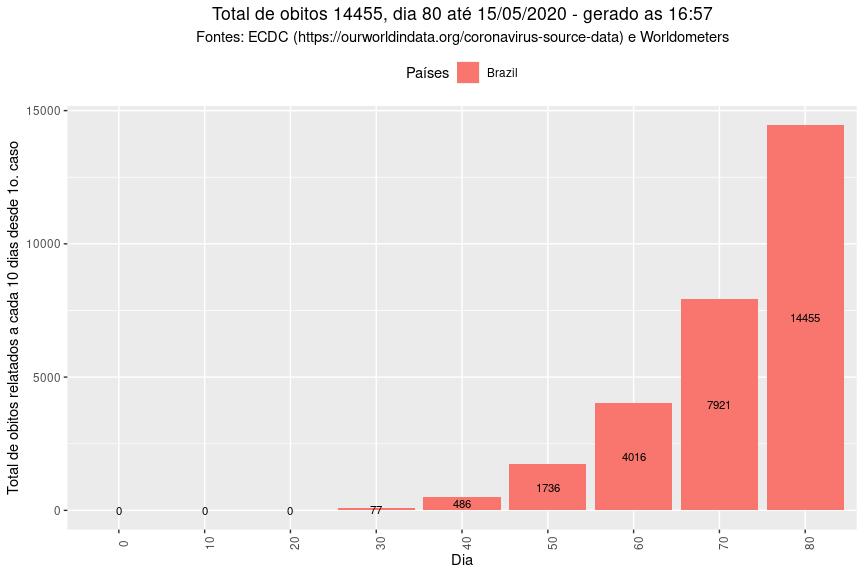 Total de obitos 14455, dia 80 até 15/05/2020 - gerado as 16:57
Fontes: ECDC (https://ourworldindata.org/coronavirus-source-data) e Worldometers
Países Brazil
Total de obitos relatados a cada 10 dias desde 1o. caso
15000
10000
5000
0
0 0 0 77 486 1736 4016 7921 14455
0 10 20 30 40 50 60 70 80
Dia